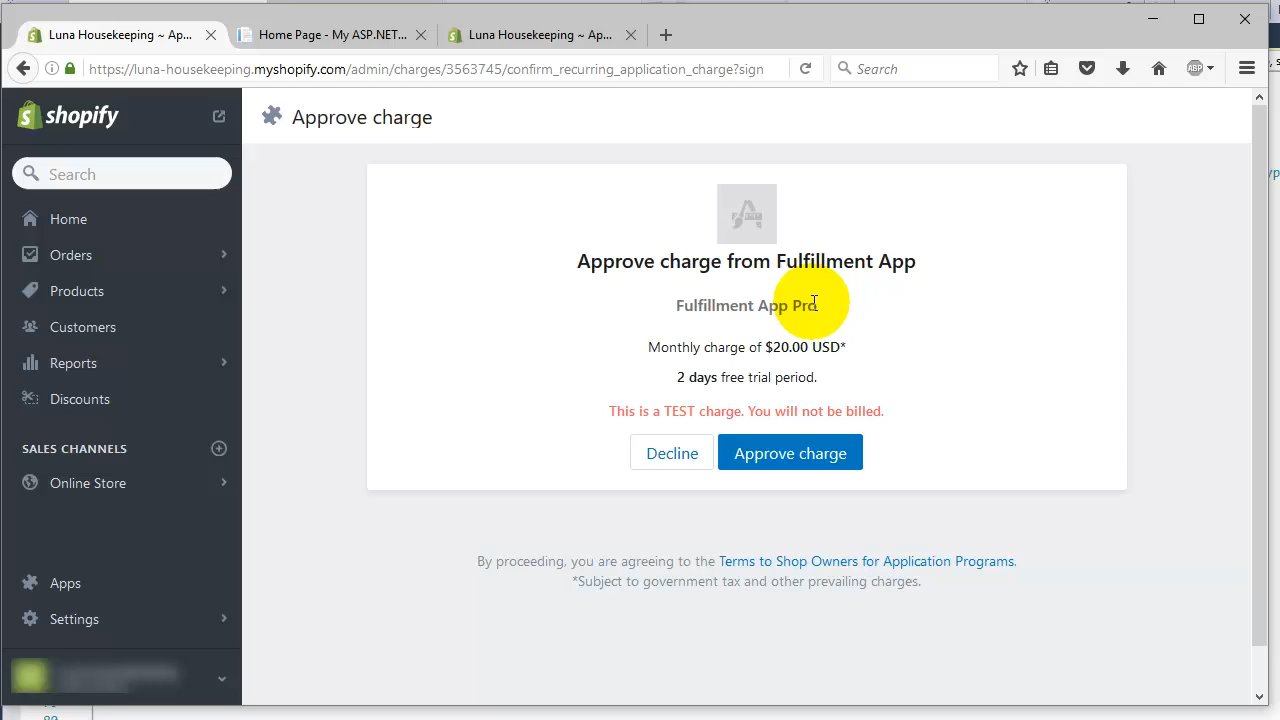 Luna Housekeeping ~ Ap...
Home Page - My ASP.NET...
Luna Housekeeping ~ Ap...
https://luna-housekeeping.myshopify.com/admin/charges/3563745/confirm_recurring_application_charge?sign
Search
ABP
shopify
Approve charge
Search
Home
Orders
Products
Customers
Reports
Discounts
SALES CHANNELS
Online Store
Apps
Settings
Approve charge from Fulfillment App
Fulfillment App Pro
Monthly charge of $20.00 USD*
2 days free trial period.
This is a TEST charge. You will not be billed.
Decline
Approve charge
By proceeding, you are agreeing to the Terms to Shop Owners for Application Programs.
*Subject to government tax and other prevailing charges.
80